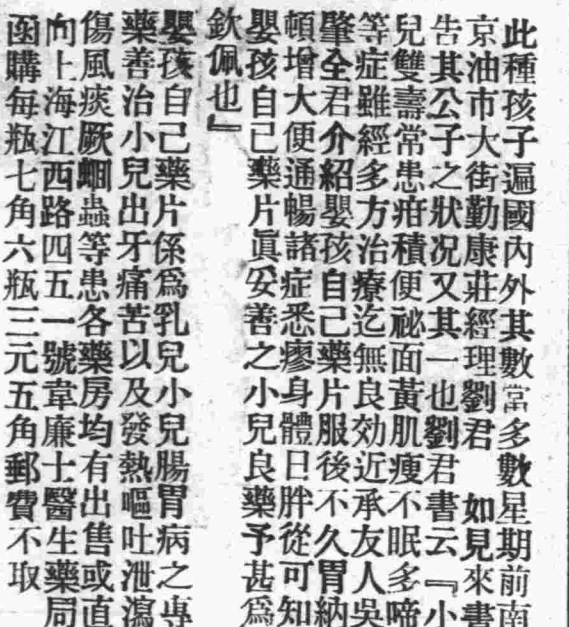 此種孩子遍國內外其數當多數星期前南
京油市大街勤康莊經理劉君　如見來書
告其公子之狀况又其一也劉君書云『小
兒雙壽常患疳積便祕面黃肌瘦不眠多啼
等症雖經多方治療迄無良効近承友人吳
肇全君介紹嬰孩自己藥片服後不久胃納
頓增大便通暢諸症悉瘳身體日胖從可知
嬰孩自己藥片眞妥善之小兒良藥予甚爲
欽佩也』
嬰孩自己藥片係爲乳兒小兒腸胃病之專
藥善治小兒出牙痛苦以及發熱嘔吐泄瀉
傷風痰厥蛔蟲等患各藥房均有出售或直
向上海江西路四五一號韋廉士醫生藥局
函購每瓶七角六瓶三元五角郵費不取